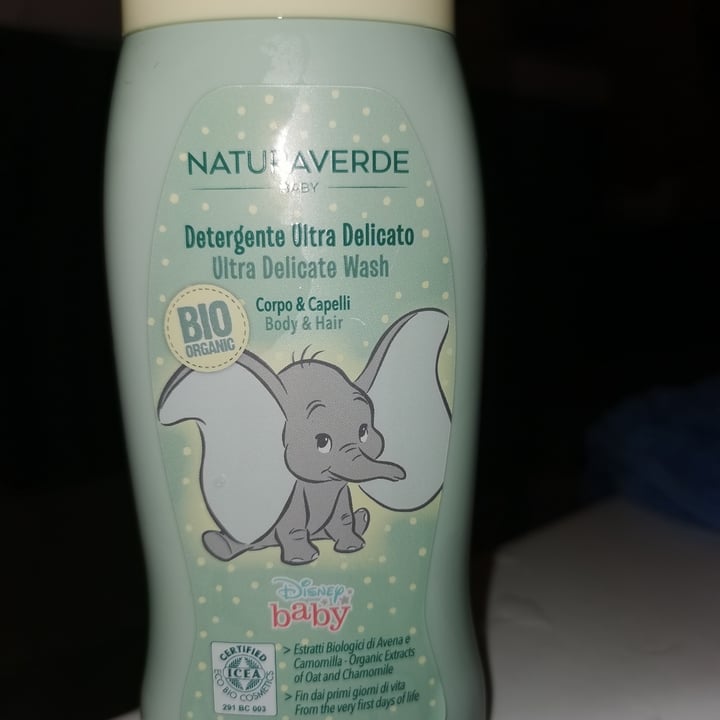 NATURAVERDE
BABY
Detergente Ultra Delicato
Ultra Delicate Wash
Corpo & Capelli
Body & Hair
BIO
ORGANIC
Disney
baby
CERTIFIED
ICEA
ECO BIO COSMETICS
291 BC 003
> Estratti Biologici di Avena e
Camomilla - Organic Extracts
of Oat and Chamomile
> Fin dai primi giorni di vita
From the very first days of life